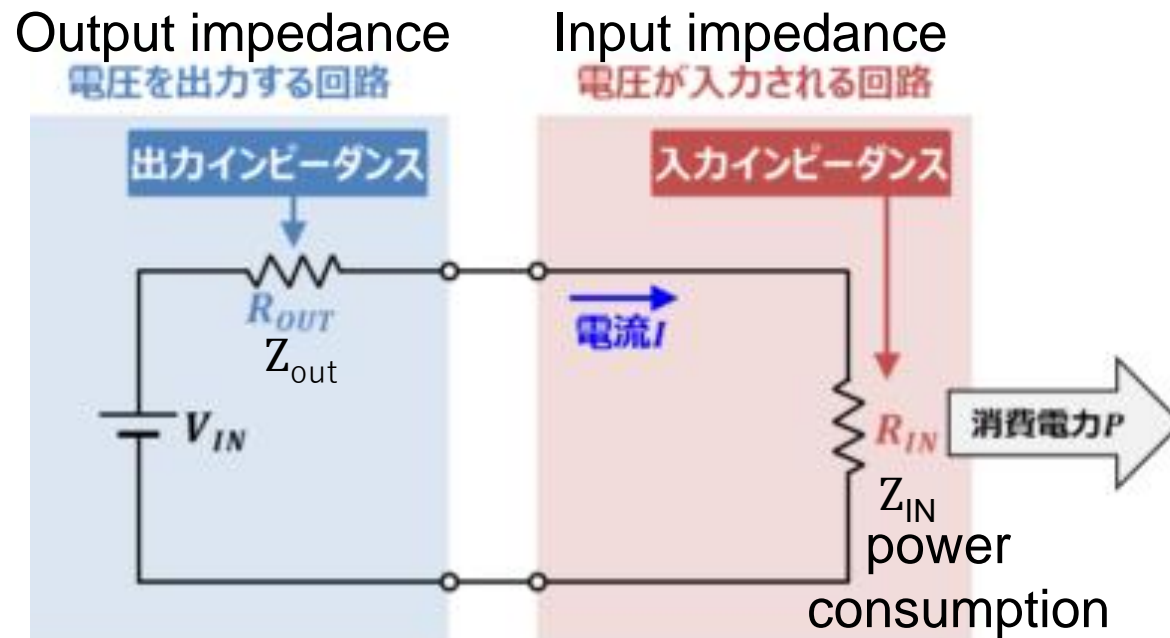 Output impedance
Input impedance
電圧を出力する回路
電圧が入力される回路
出力インピーダンス
入力インピーダンス
R_OUT
Z_out
電流I
V_IN
R_IN
消費電力P
Z_IN
power
consumption